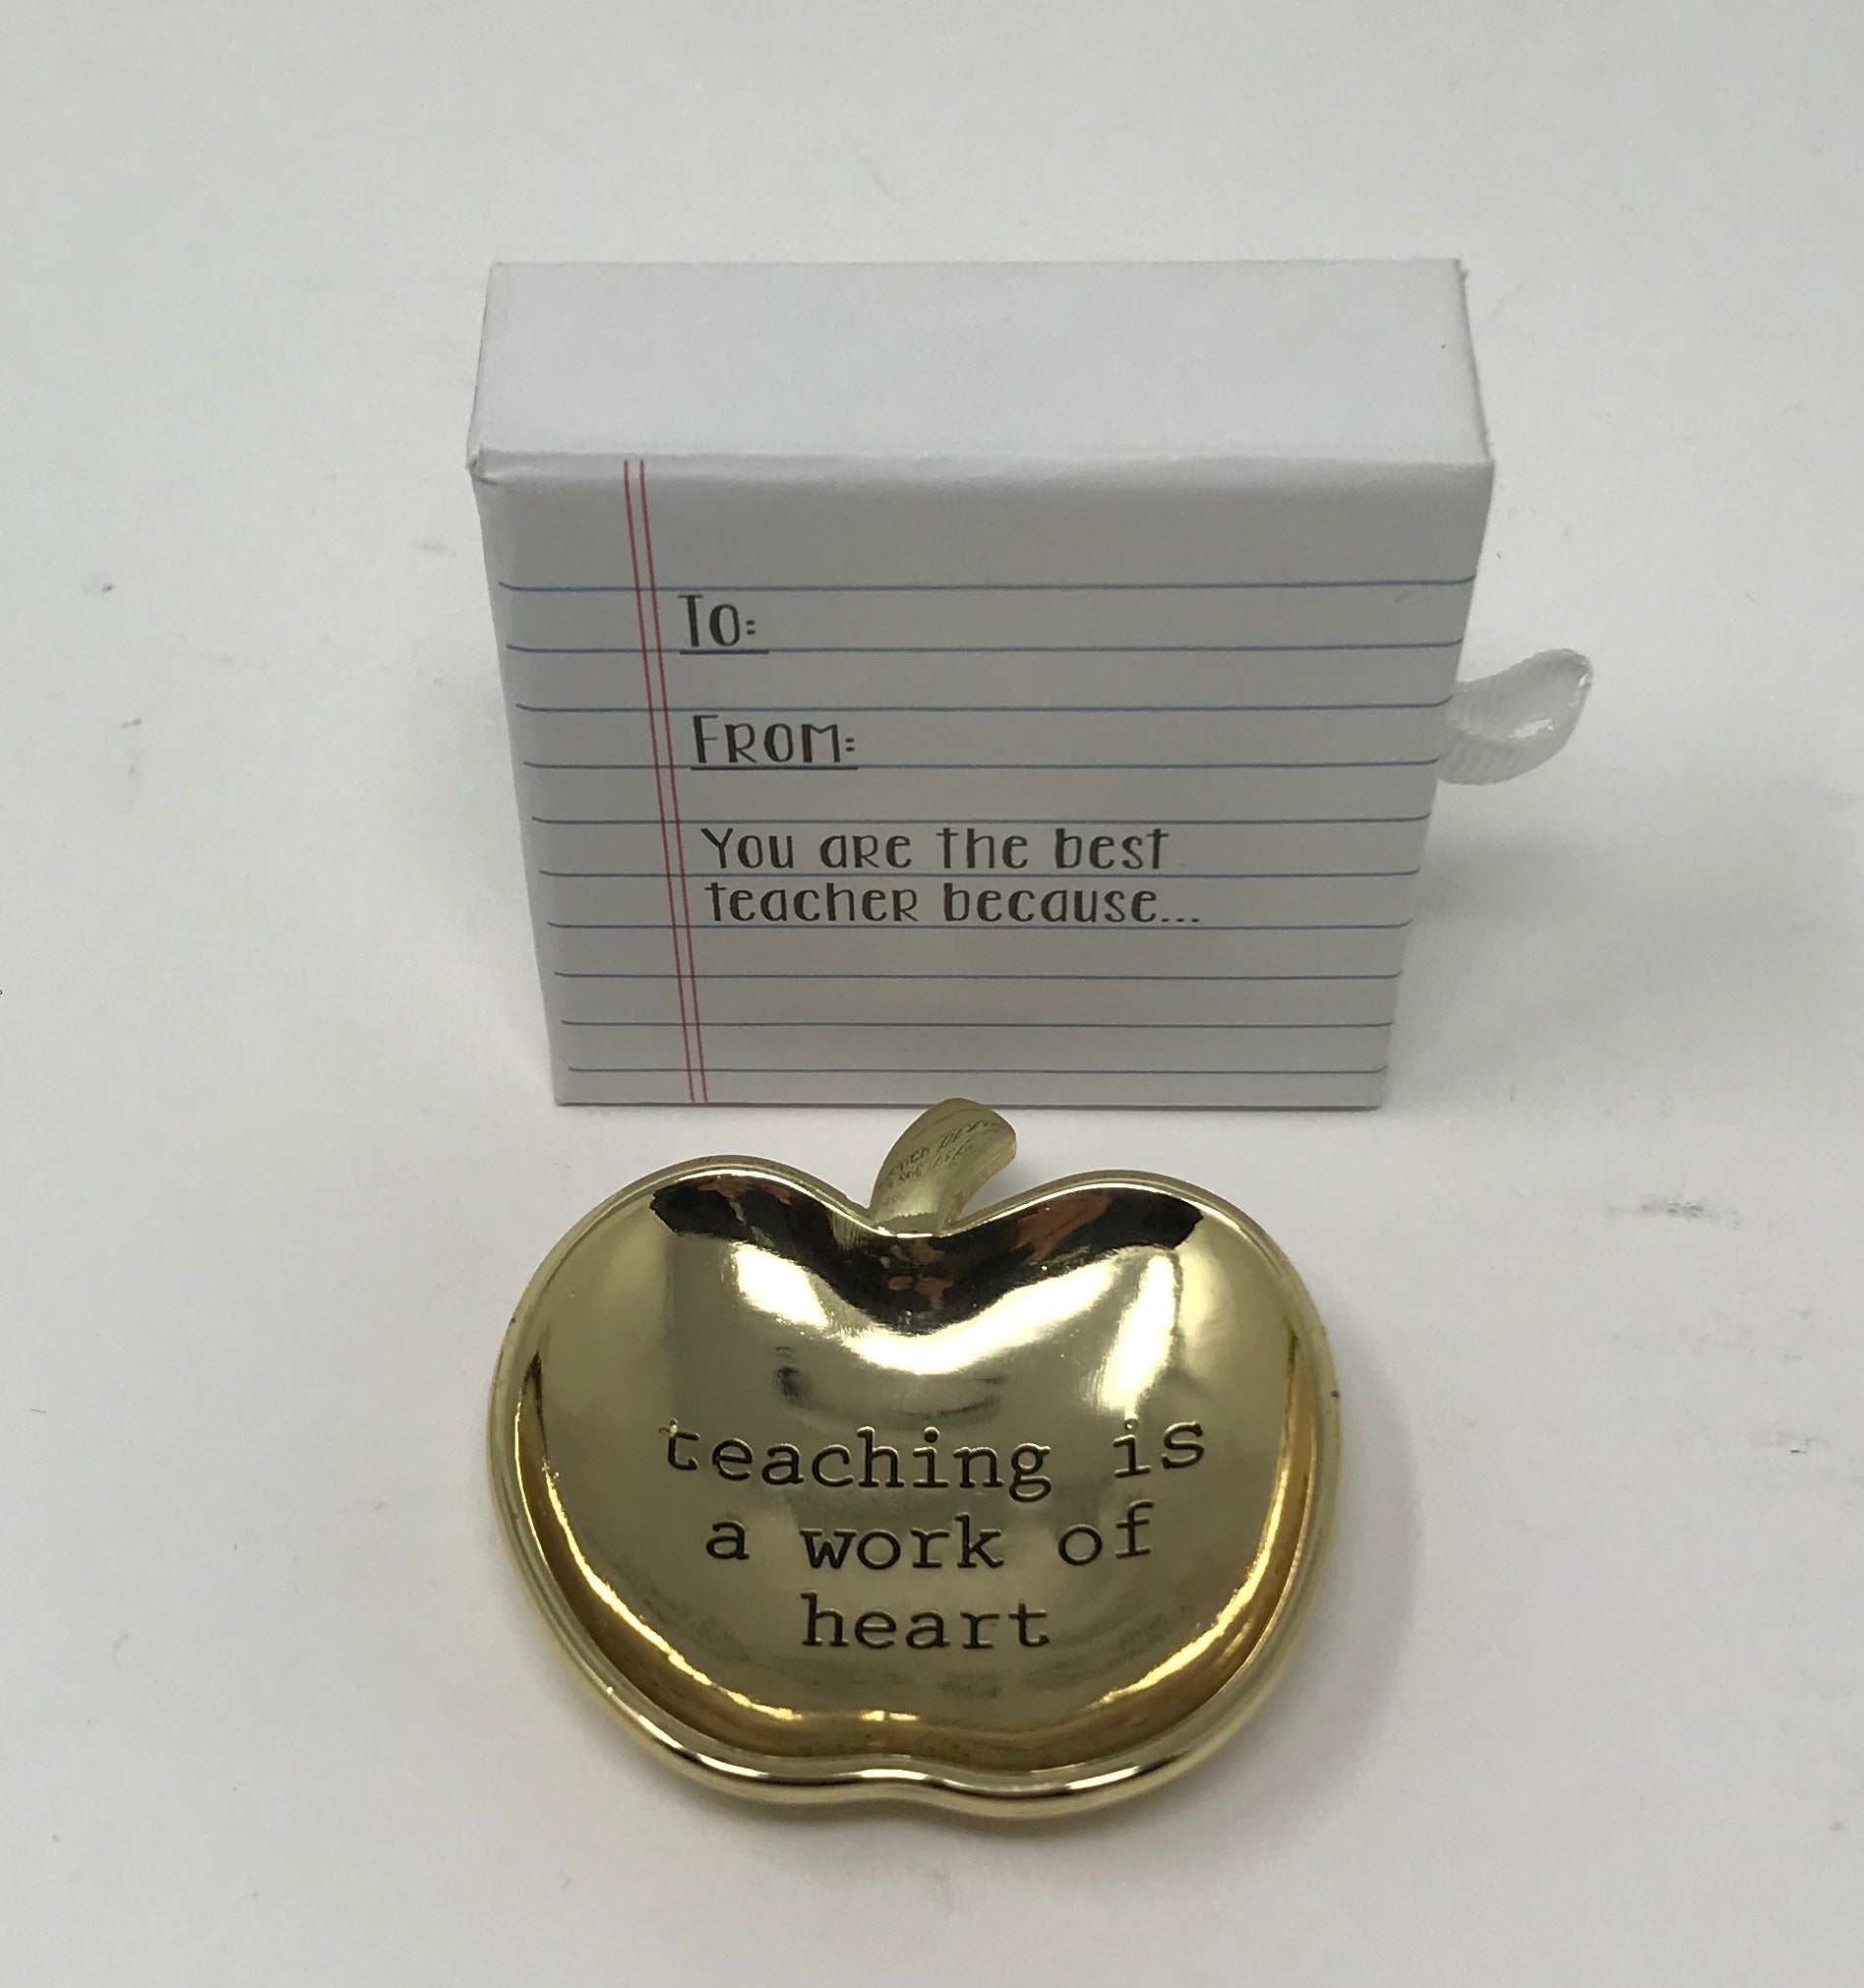 To:
From:
You are the best
teacher because...
teaching is
a work of
heart